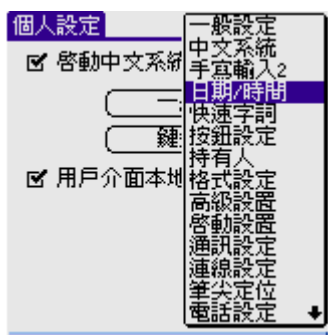 個人設定
啓動中文系統
一
鍵
用戶介面本地
一般設定
中文系統
手寫輸入2
日期/時間
快速字詞
按鈕設定
持有人
格式設定
高級設置
啓動設置
通訊設定
連線設定
筆尖定位
電話設定